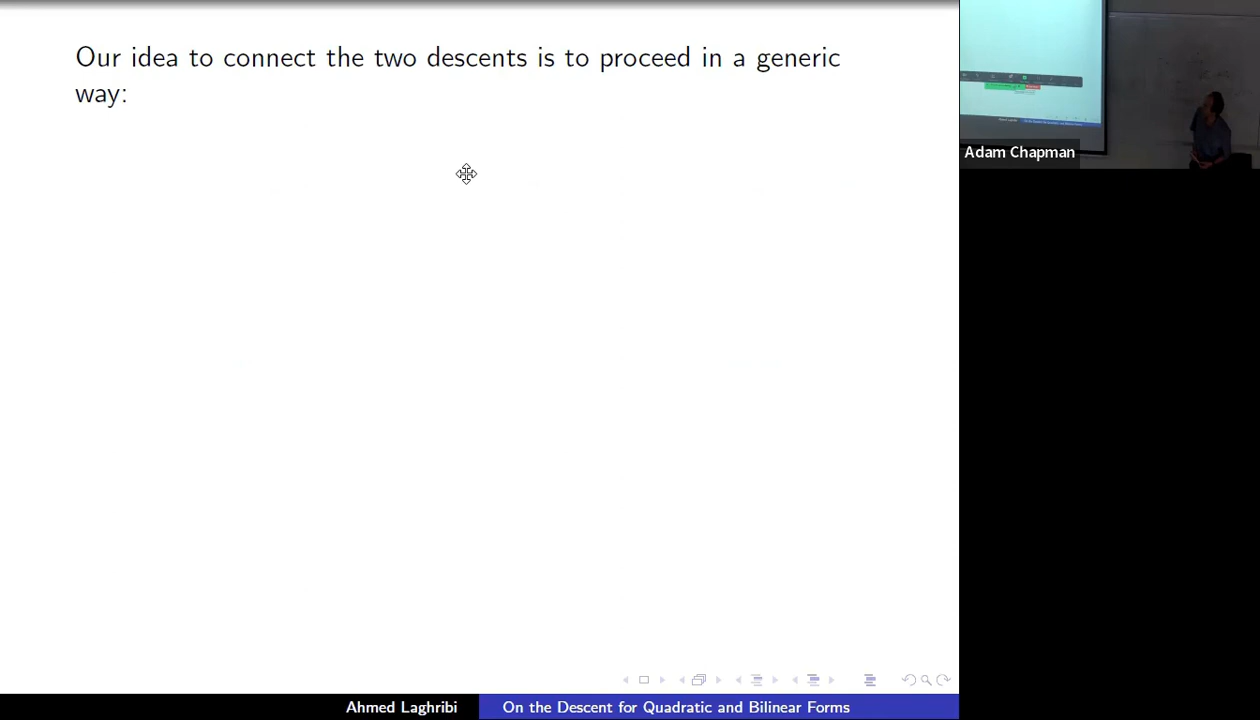 Our idea to connect the two descents is to proceed in a generic
way:
Adam Chapman
Ahmed Laghribi
On the Descent for Quadratic and Bilinear Forms